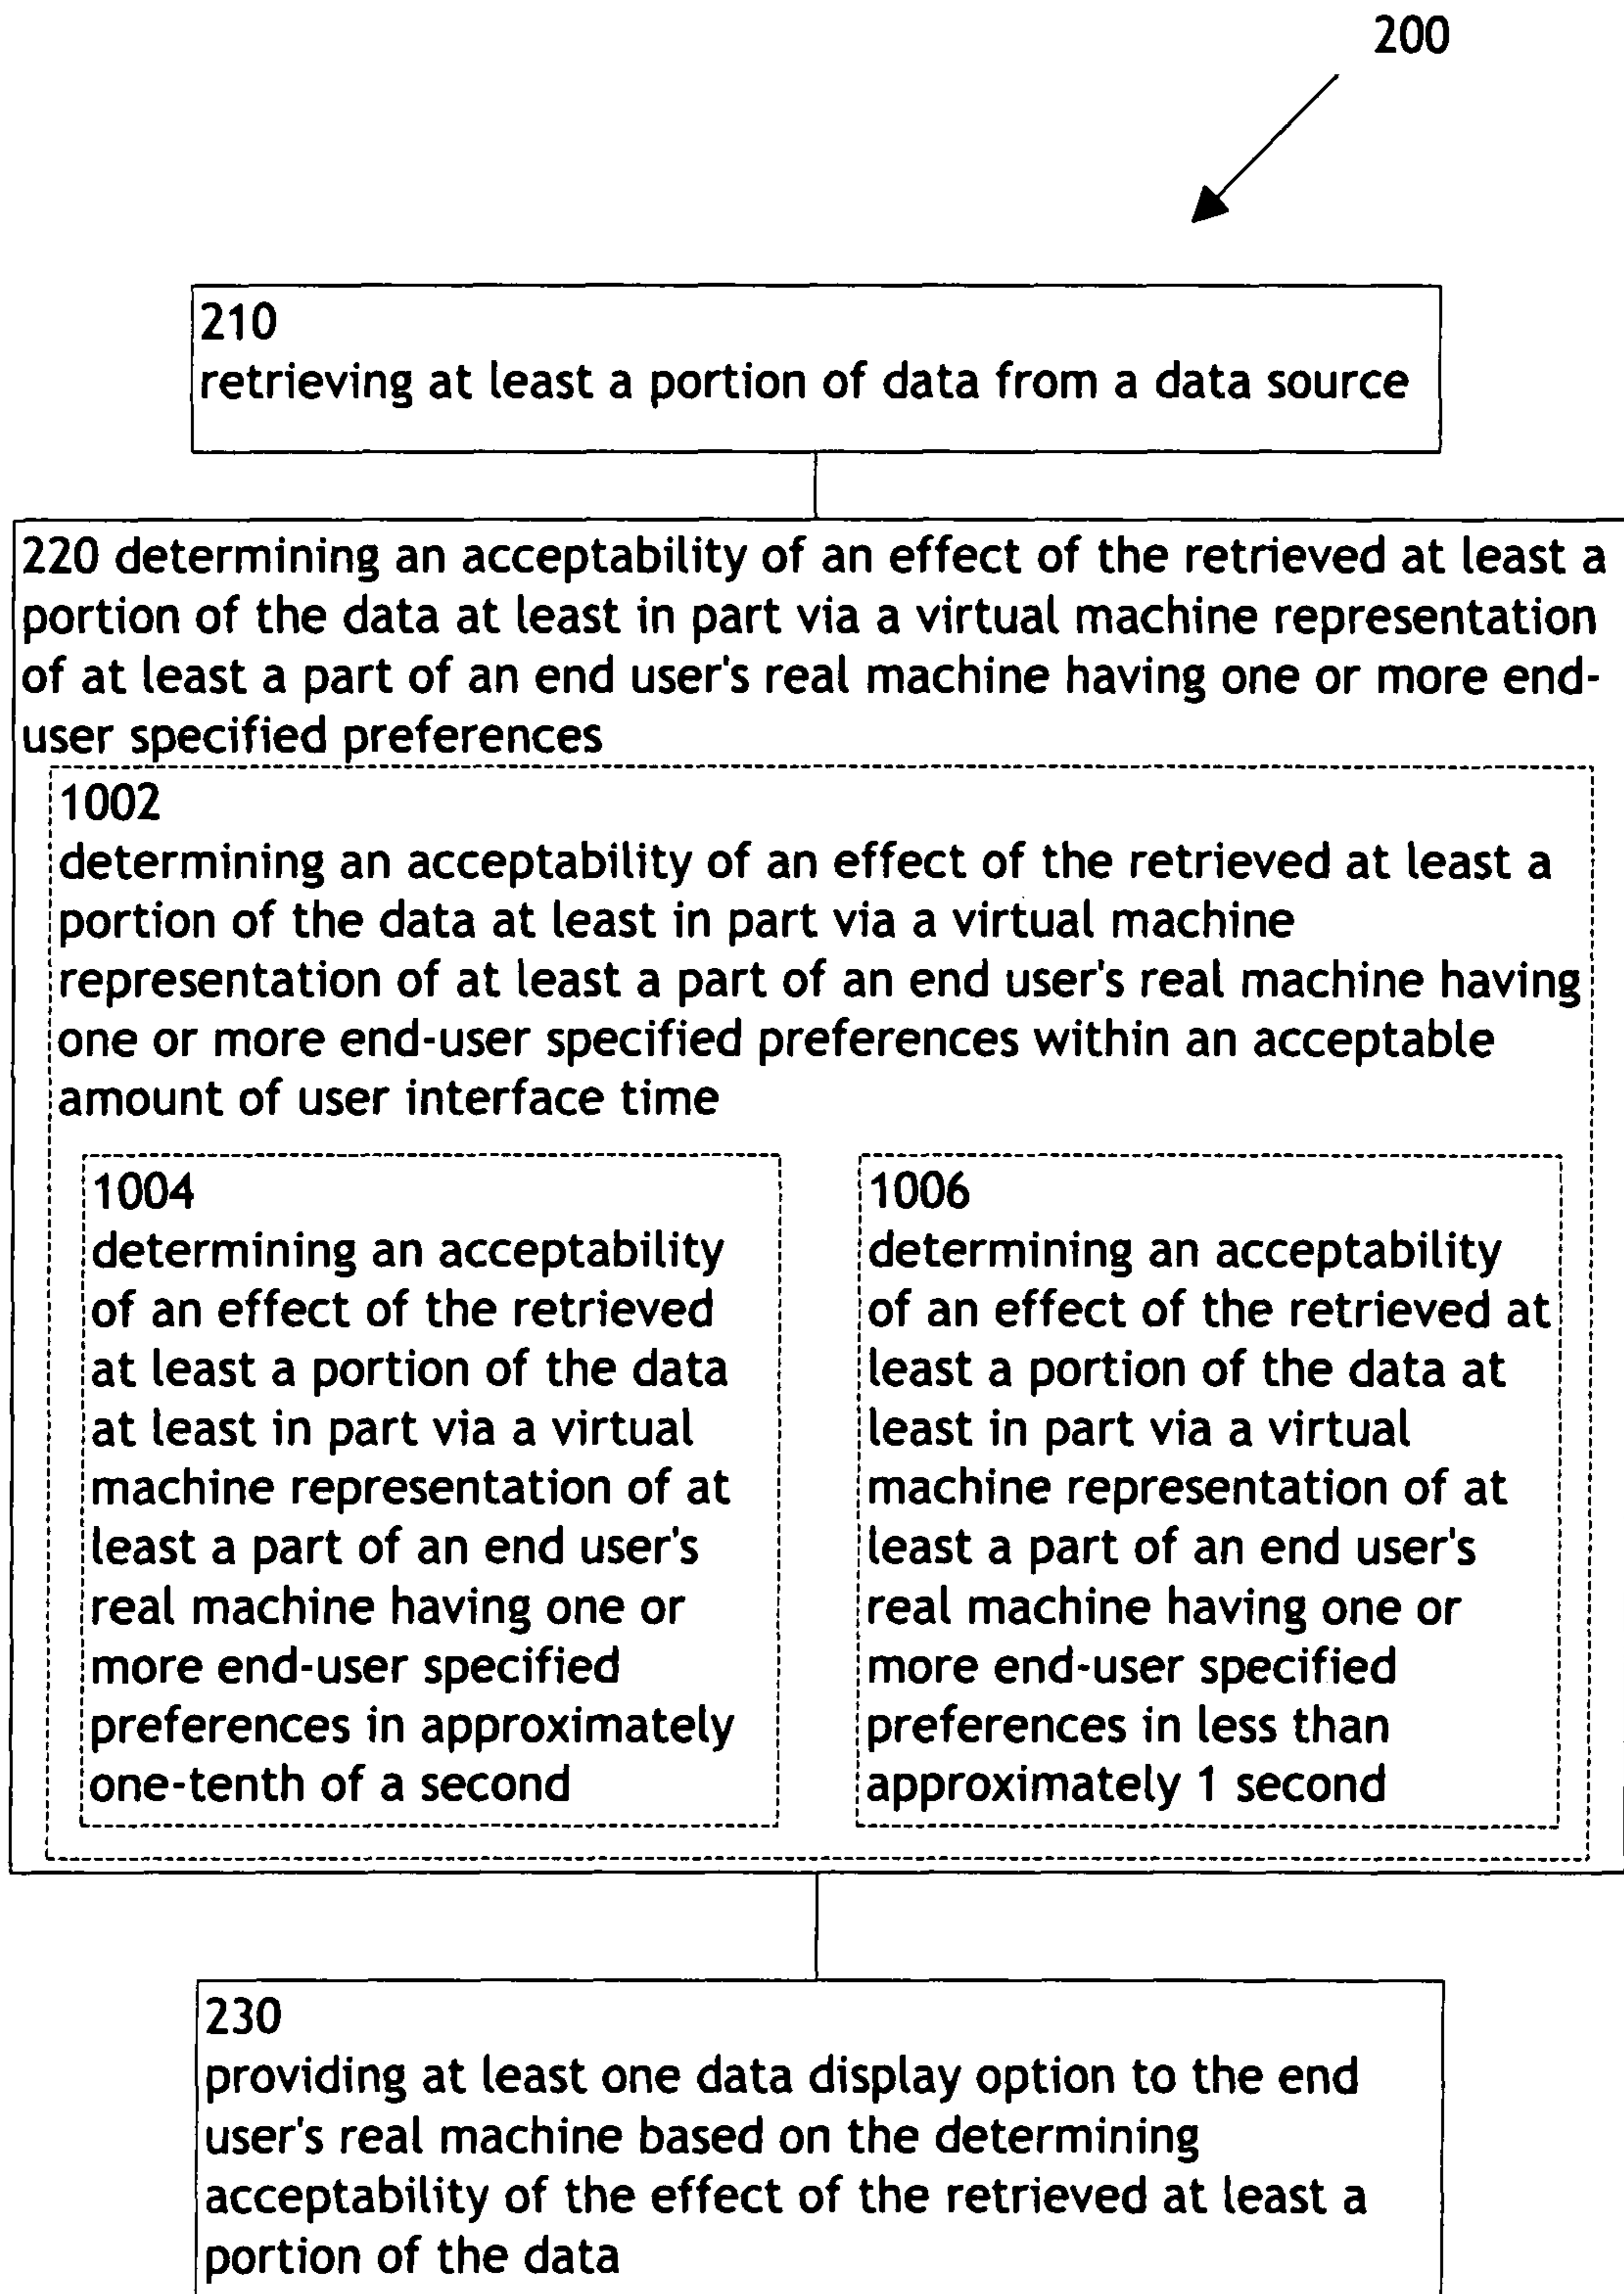 200
210
retrieving at least a portion of data from a data source
220 determining an acceptability of an effect of the retrieved at least a
portion of the data at least in part via a virtual machine representation
of at least a part of an end user's real machine having one or more end-
user specified preferences
1002
determining an acceptability of an effect of the retrieved at least a
portion of the data at least in part via a virtual machine
representation of at least a part of an end user's real machine having
one or more end-user specified preferences within an acceptable
amount of user interface time
1004
determining an acceptability
of an effect of the retrieved
at least a portion of the data
at least in part via a virtual
machine representation of at
least a part of an end user's
real machine having one or
more end-user specified
preferences in approximately
one-tenth of a second
1006
determining an acceptability
of an effect of the retrieved at
least a portion of the data at
least in part via a virtual
machine representation of at
least a part of an end user's
real machine having one or
more end-user specified
preferences in less than
approximately 1 second
230
providing at least one data display option to the end
user's real machine based on the determining
acceptability of the effect of the retrieved at least a
portion of the data